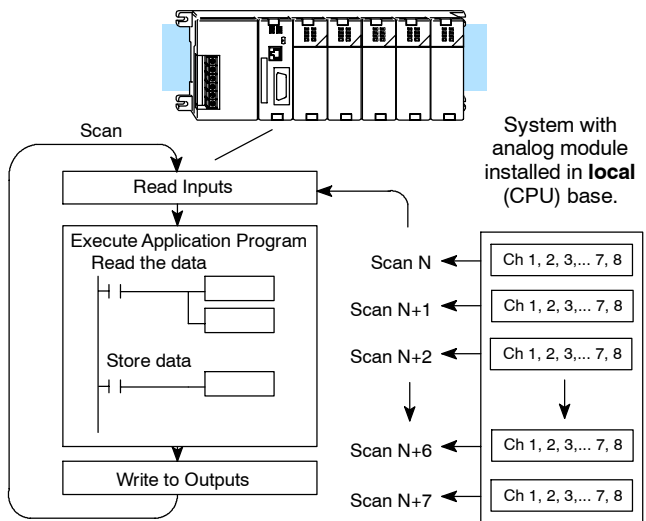 Scan
System with
analog module
installed in local
(CPU) base.
Read Inputs
Execute Application Program
Read the data
Store data
Write to Outputs
Scan N
Ch 1, 2, 3,... 7, 8
Scan N+1
Ch 1, 2, 3,... 7, 8
Scan N+2
Ch 1, 2, 3,... 7, 8
Scan N+6
Ch 1, 2, 3,... 7, 8
Scan N+7
Ch 1, 2, 3,... 7, 8